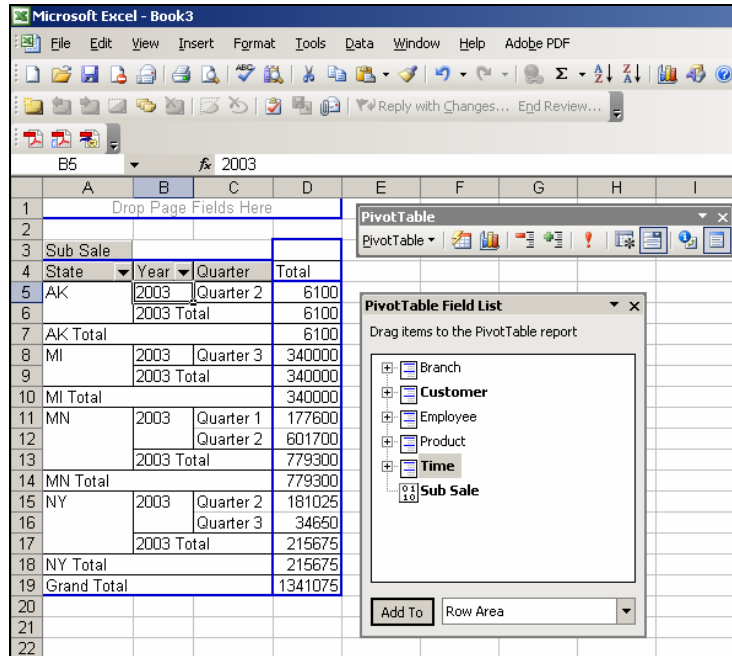 Microsoft Excel - Book3
File Edit View Insert Format Tools Data Window Help Adobe PDF
ABC
Σ A Z Z A
Reply with Changes... End Review...
B5 fx 2003
A B C D E F G H I
1 Drop Page Fields Here
PivotTable
2
PivotTable
3 Sub Sale
4 State Year Quarter Total
5 AK 2003 Quarter 2 6100
6 2003 Total 6100
7 AK Total 6100
8 MI 2003 Quarter 3 340000
9 2003 Total 340000
10 MI Total 340000
11 MN 2003 Quarter 1 177600
12 Quarter 2 601700
13 2003 Total 779300
14 MN Total 779300
15 NY 2003 Quarter 2 181025
16 Quarter 3 34650
17 2003 Total 215675
18 NY Total 215675
19 Grand Total 1341075
20
21
22
PivotTable Field List
Drag items to the PivotTable report
Branch
Customer
Employee
Product
Time
01 10 Sub Sale
Add To Row Area